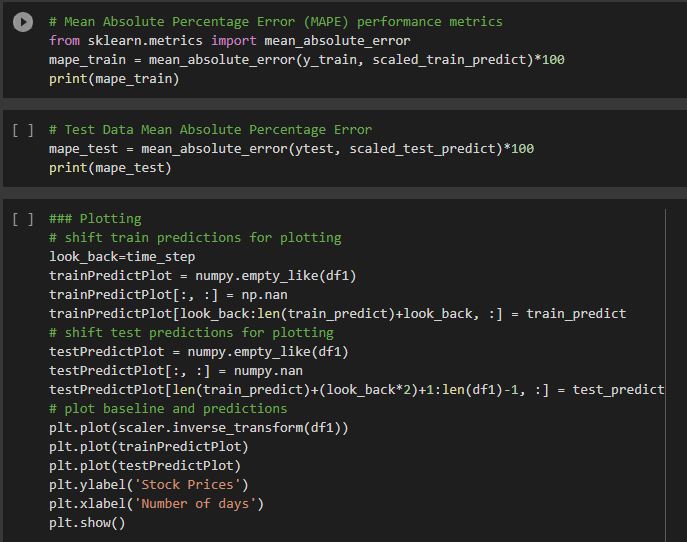 # Mean Absolute Percentage Error (MAPE) performance metrics
from sklearn.metrics import mean_absolute_error
mape_train = mean_absolute_error(y_train, scaled_train_predict)*100
print(mape_train)
[ ] # Test Data Mean Absolute Percentage Error
mape_test = mean_absolute_error(ytest, scaled_test_predict)*100
print(mape_test)
[ ] ### Plotting
# shift train predictions for plotting
look_back=time_step
trainPredictPlot = numpy.empty_like(df1)
trainPredictPlot[:, :] = np.nan
trainPredictPlot[look_back:len(train_predict)+look_back, :] = train_predict
# shift test predictions for plotting
testPredictPlot = numpy.empty_like(df1)
testPredictPlot[:, :] = numpy.nan
testPredictPlot[len(train_predict)+(look_back*2)+1:len(df1)-1, :] = test_predict
# plot baseline and predictions
plt.plot(scaler.inverse_transform(df1))
plt.plot(trainPredictPlot)
plt.plot(testPredictPlot)
plt.ylabel('Stock Prices')
plt.xlabel('Number of days')
plt.show()